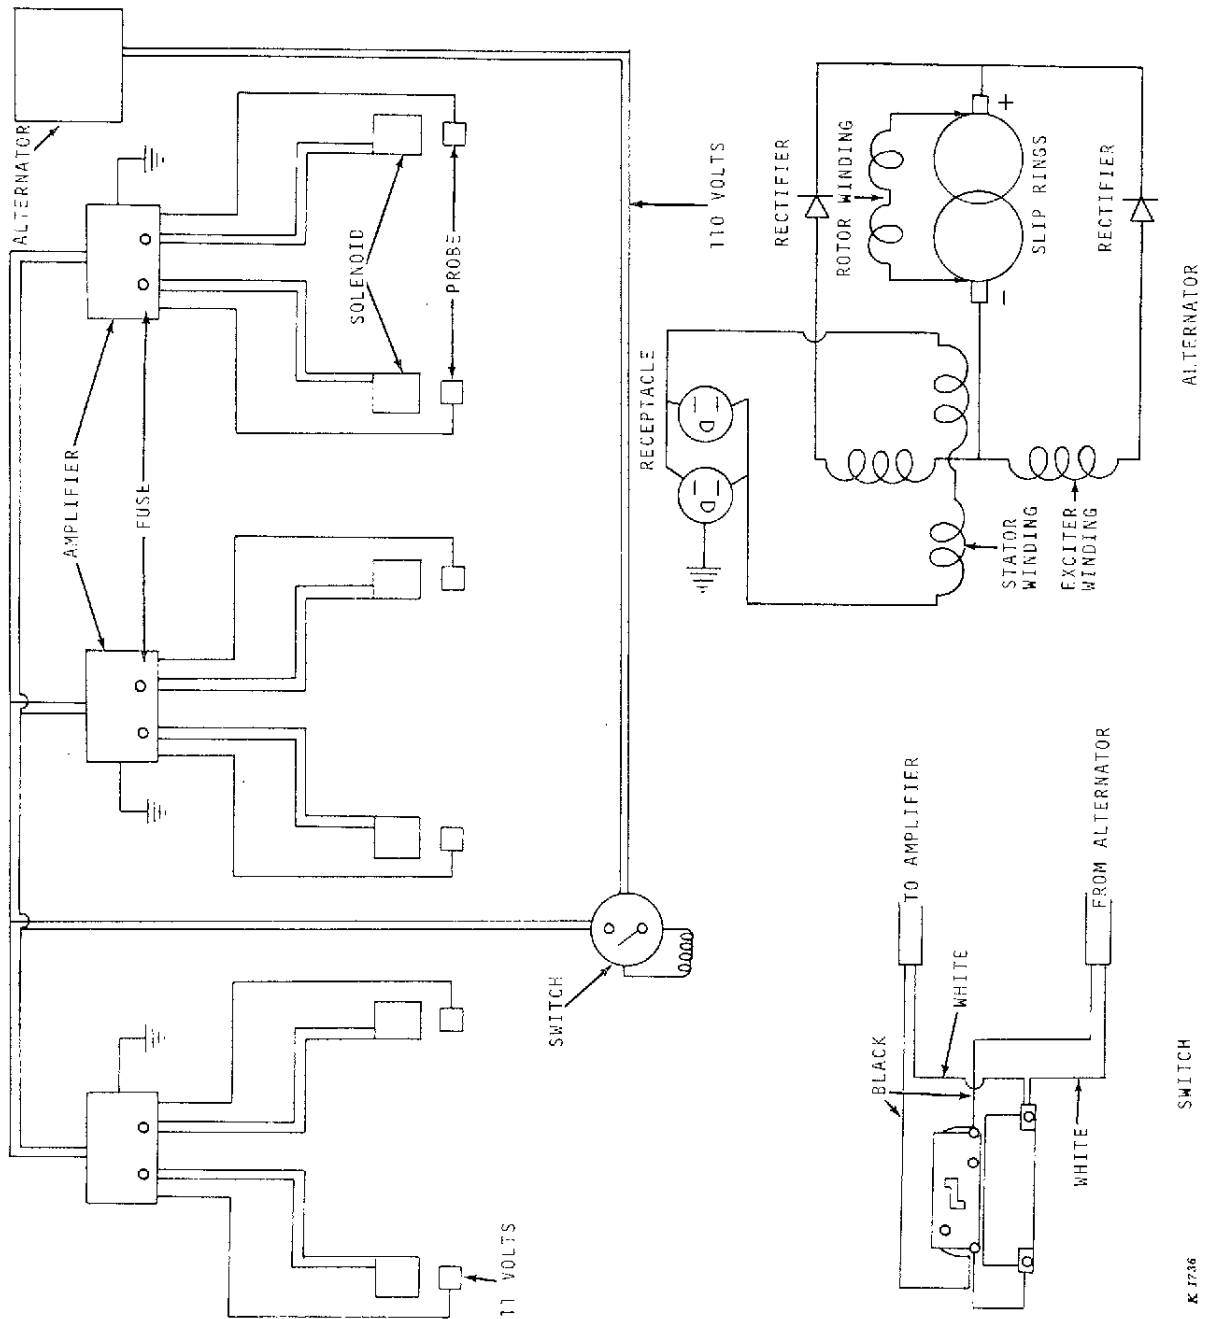 ALTERNATOR
AMPLIFIER
FUSE
SOLENOID
PROBE
110 VOLTS
SWITCH
11 VOLTS
RECEPTACLE
RECTIFIER
ROTOR WINDING
+
-
SLIP RINGS
RECTIFIER
STATOR
WINDING
EXCITER
WINDING
ALTERNATOR
TO AMPLIFIER
FROM ALTERNATOR
WHITE
BLACK
WHITE
SWITCH
K 1736